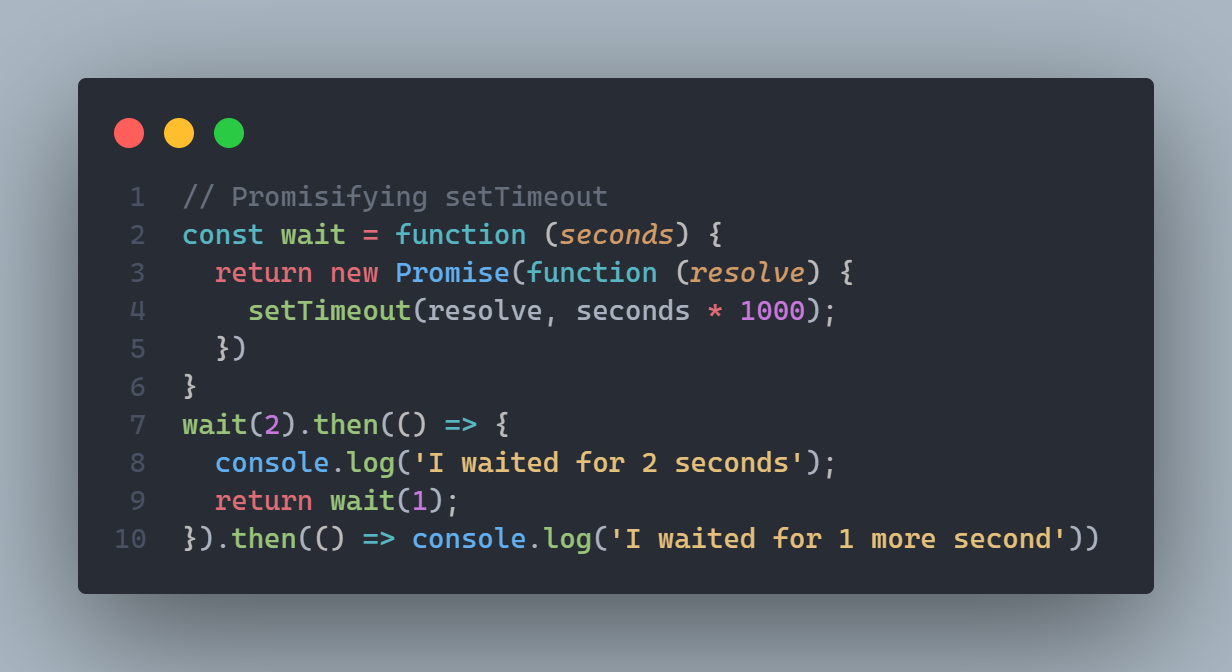 1 // Promisifying setTimeout
2 const wait = function (seconds) {
3   return new Promise(function (resolve) {
4     setTimeout(resolve, seconds * 1000);
5   })
6 }
7 wait(2).then(() => {
8   console.log('I waited for 2 seconds');
9   return wait(1);
10 }).then(() => console.log('I waited for 1 more second'))